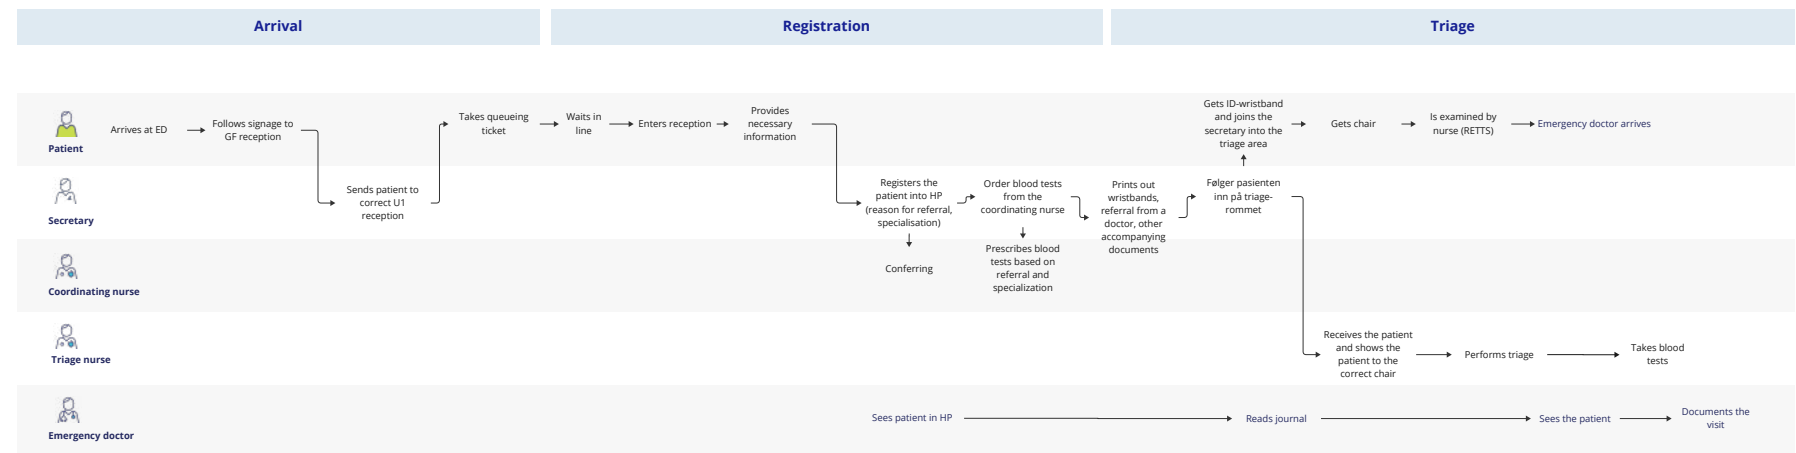 Arrival
Registration
Triage
Patient
Arrives at ED
Follows signage to
GF reception
Takes queueing
ticket
Waits in
line
Enters reception
Provides
necessary
information
Gets ID-wristband
and joins the
secretary into the
triage area
Gets chair
Is examined by
nurse (RETTS)
Emergency doctor arrives
Secretary
Sends patient to
correct U1
reception
Registers the
patient into HP
(reason for referral,
specialisation)
Order blood tests
from the
coordinating nurse
Prints out
wristbands,
referral from a
doctor, other
accompanying
documents
Følger pasienten
inn på triage-
rommet
Coordinating nurse
Conferring
Prescribes blood
tests based on
referral and
specialization
Triage nurse
Receives the patient
and shows the
patient to the
correct chair
Performs triage
Takes blood
tests
Emergency doctor
Sees patient in HP
Reads journal
Sees the patient
Documents the
visit